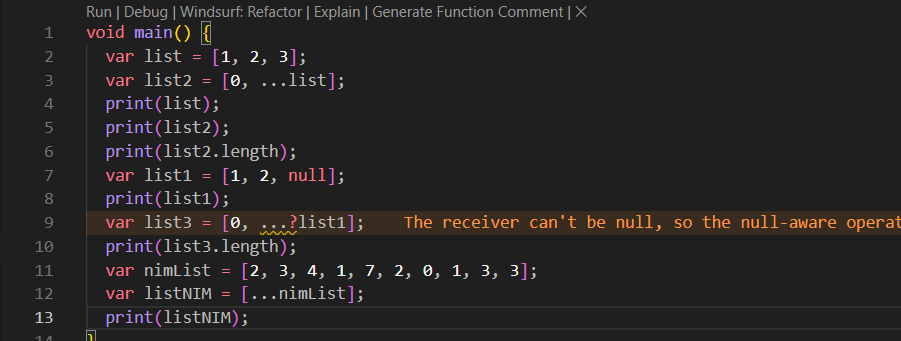 Run | Debug | Windsurf: Refactor | Explain | Generate Function Comment | ×
1 void main() {
2 var list = [1, 2, 3];
3 var list2 = [0, ...list];
4 print(list);
5 print(list2);
6 print(list2.length);
7 var list1 = [1, 2, null];
8 print(list1);
9 var list3 = [0, ...?list1]; The receiver can't be null, so the null-aware operat
10 print(list3.length);
11 var nimList = [2, 3, 4, 1, 7, 2, 0, 1, 3, 3];
12 var listNIM = [...nimList];
13 print(listNIM);
14 }